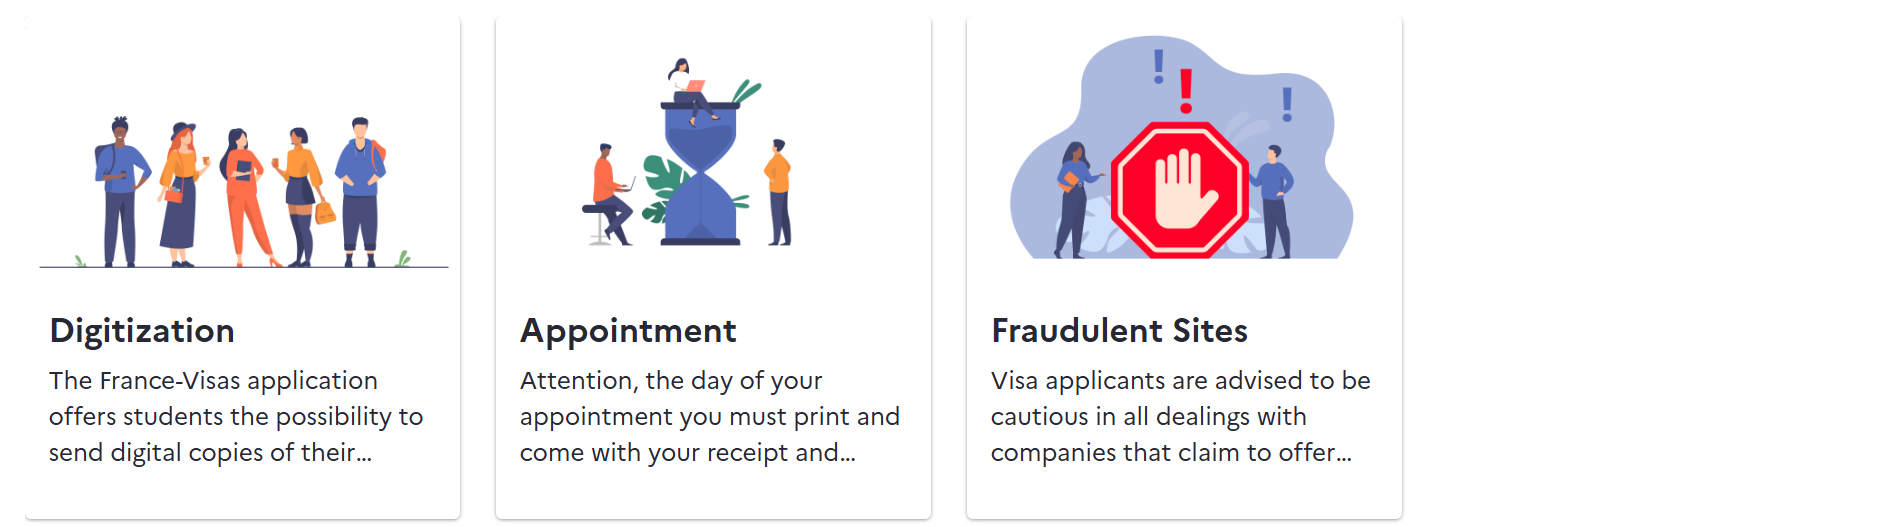 Digitization
The France-Visas application
offers students the possibility to
send digital copies of their...
Appointment
Attention, the day of your
appointment you must print and
come with your receipt and...
Fraudulent Sites
Visa applicants are advised to be
cautious in all dealings with
companies that claim to offer...